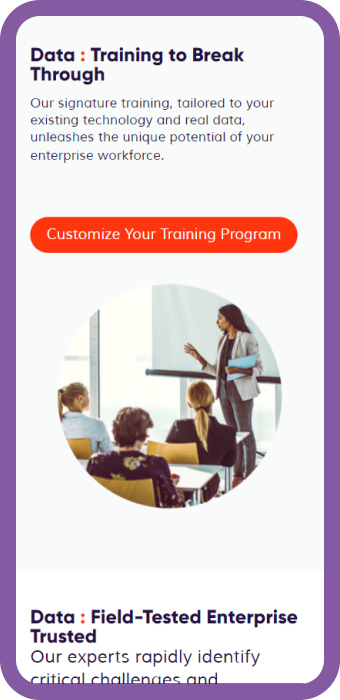 Data : Training to Break
Through
Our signature training, tailored to your
existing technology and real data,
unleashes the unique potential of your
enterprise workforce.
Customize Your Training Program
Data : Field-Tested Enterprise
Trusted
Our experts rapidly identify
critical challenges and